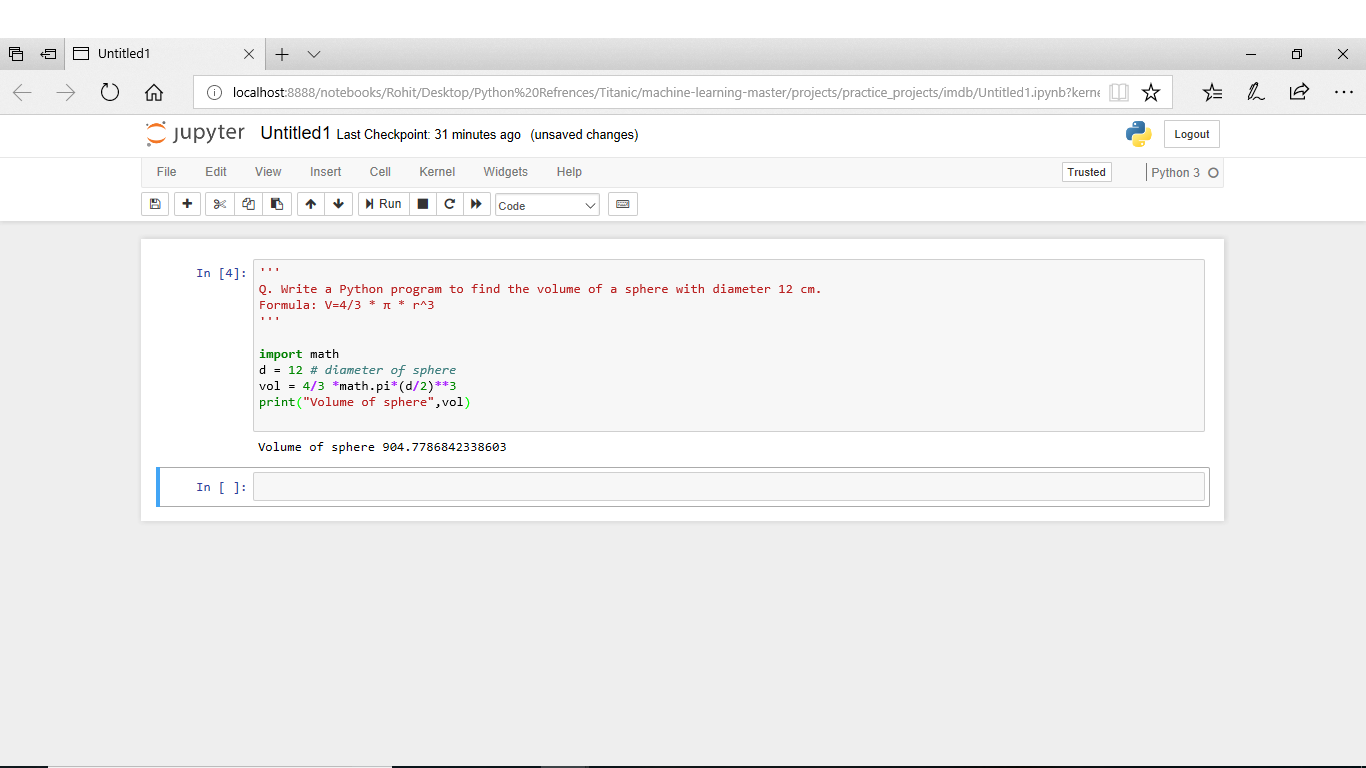 Untitled1
localhost:8888/notebooks/Rohit/Desktop/Python%20Refrences/Titanic/machine-learning-master/projects/practice_projects/imdb/Untitled1.ipynb?kerne
jupyter Untitled1 Last Checkpoint: 31 minutes ago (unsaved changes) Logout
File Edit View Insert Cell Kernel Widgets Help Trusted Python 3
Run Code
In [4]: '''
Q. Write a Python program to find the volume of a sphere with diameter 12 cm.
Formula: V=4/3 * π * r^3
'''
import math
d = 12 # diameter of sphere
vol = 4/3 *math.pi*(d/2)**3
print("Volume of sphere",vol)
Volume of sphere 904.7786842338603
In [ ]: